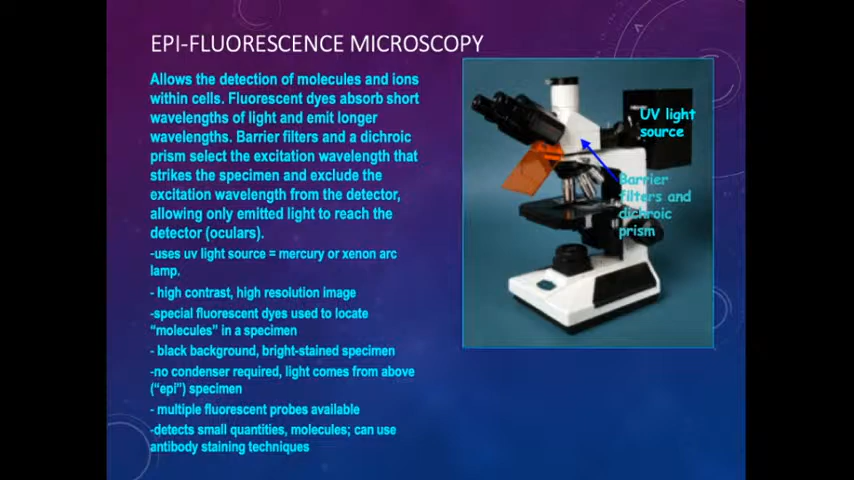 EPI-FLUORESCENCE MICROSCOPY
Allows the detection of molecules and ions
within cells. Fluorescent dyes absorb short
wavelengths of light and emit longer
wavelengths. Barrier filters and a dichroic
prism select the excitation wavelength that
strikes the specimen and exclude the
excitation wavelength from the detector,
allowing only emitted light to reach the
detector (oculars).
-uses uv light source = mercury or xenon arc
lamp.
- high contrast, high resolution image
-special fluorescent dyes used to locate
“molecules” in a specimen
- black background, bright-stained specimen
-no condenser required, light comes from above
(“epi”) specimen
- multiple fluorescent probes available
-detects small quantities, molecules; can use
antibody staining techniques
UV light
source
Barrier
filters and
dichroic
prism